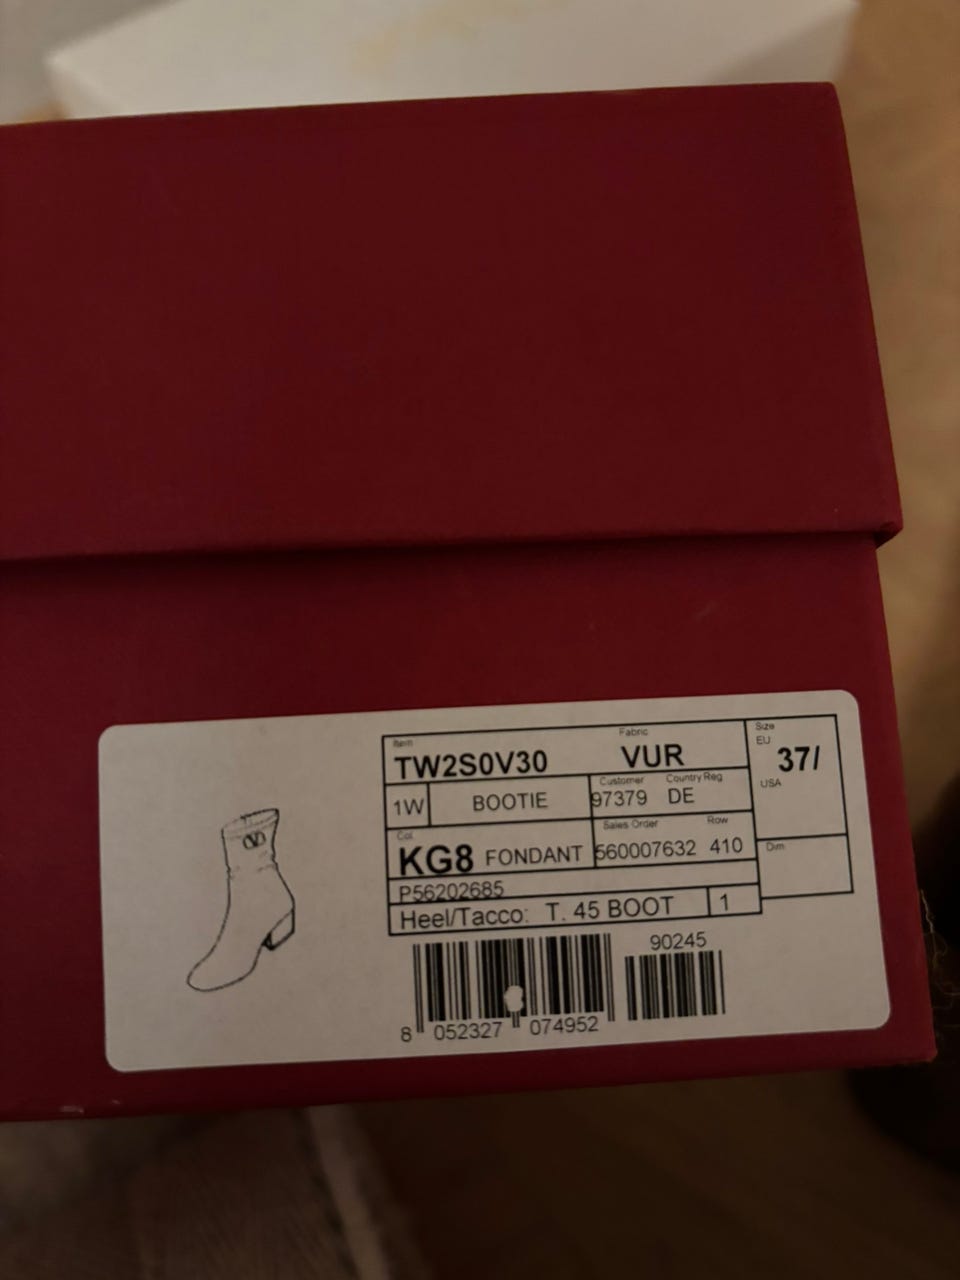 Item Fabric
TW2S0V30 VUR
Size
EU
37/
USA
1W BOOTIE
Customer Country Reg
97379 DE
Col.
KG8 FONDANT
Sales Order Row
560007632 410
Dim
P56202685
Heel/Tacco: T. 45 BOOT 1
90245
8 052327 074952